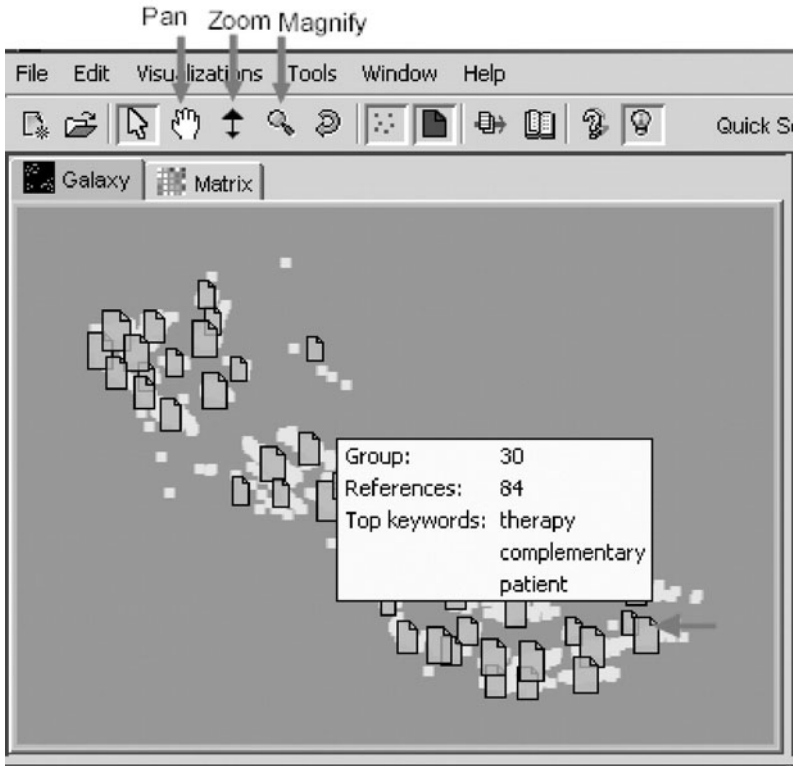 Pan Zoom Magnify
File Edit Visualizations Tools Window Help
Quick S
Galaxy Matrix
Group: 30
References: 84
Top keywords: therapy
complementary
patient